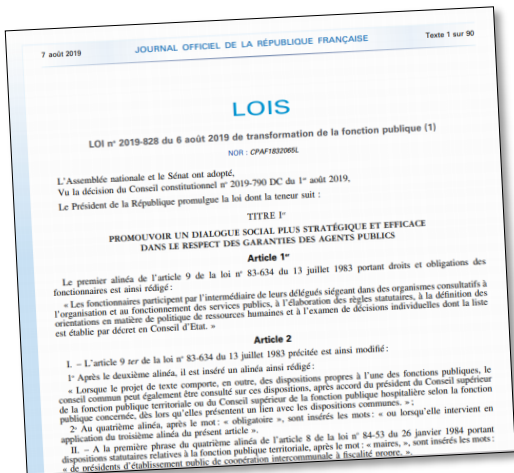 7 août 2019
JOURNAL OFFICIEL DE LA RÉPUBLIQUE FRANÇAISE
Texte 1 sur 90
LOIS
LOI nº 2019-828 du 6 août 2019 de transformation de la fonction publique (1)
NOR : CPAF1832065L
L'Assemblée nationale et le Sénat ont adopté,
Vu la décision du Conseil constitutionnel nº 2019-790 DC du 1er août 2019,
Le Président de la République promulgue la loi dont la teneur suit :
TITRE Ier
PROMOUVOIR UN DIALOGUE SOCIAL PLUS STRATÉGIQUE ET EFFICACE
DANS LE RESPECT DES GARANTIES DES AGENTS PUBLICS
Article 1er
Le premier alinéa de l'article 9 de la loi nº 83-634 du 13 juillet 1983 portant droits et obligations des
fonctionnaires est ainsi rédigé :
« Les fonctionnaires participent par l'intermédiaire de leurs délégués siégeant dans des organismes consultatifs à
l'organisation et au fonctionnement des services publics, à l'élaboration des règles statutaires, à la définition des
orientations en matière de politique de ressources humaines et à l'examen de décisions individuelles dont la liste
est établie par décret en Conseil d'Etat. »
Article 2
I. – L'article 9 ter de la loi nº 83-634 du 13 juillet 1983 précitée est ainsi modifié :
1º Après le deuxième alinéa, il est inséré un alinéa ainsi rédigé :
« Lorsque le projet de texte comporte, en outre, des dispositions propres à l'une des fonctions publiques, le
conseil commun peut également être consulté sur ces dispositions, après accord du président du Conseil supérieur
de la fonction publique territoriale ou du Conseil supérieur de la fonction publique hospitalière selon la fonction
publique concernée, dès lors qu'elles présentent un lien avec les dispositions communes. » ;
2º Au quatrième alinéa, après le mot : « obligatoire », sont insérés les mots : « ou lorsqu'elle intervient en
application du troisième alinéa du présent article ».
II. – A la première phrase du quatrième alinéa de l'article 8 de la loi nº 84-53 du 26 janvier 1984 portant
dispositions statutaires relatives à la fonction publique territoriale, après le mot : « maires, », sont insérés les mots :
« de présidents d'établissement public de coopération intercommunale à fiscalité propre, ».